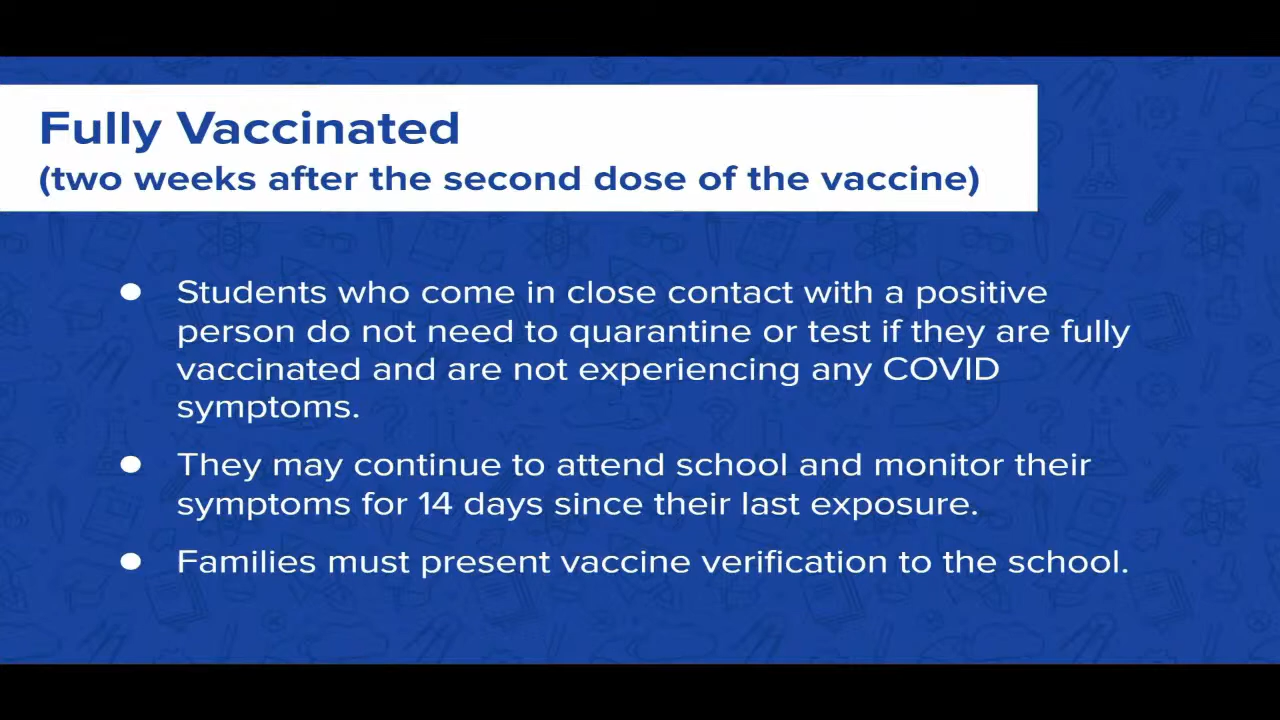 Fully Vaccinated
(two weeks after the second dose of the vaccine)
● Students who come in close contact with a positive
person do not need to quarantine or test if they are fully
vaccinated and are not experiencing any COVID
symptoms.
● They may continue to attend school and monitor their
symptoms for 14 days since their last exposure.
● Families must present vaccine verification to the school.